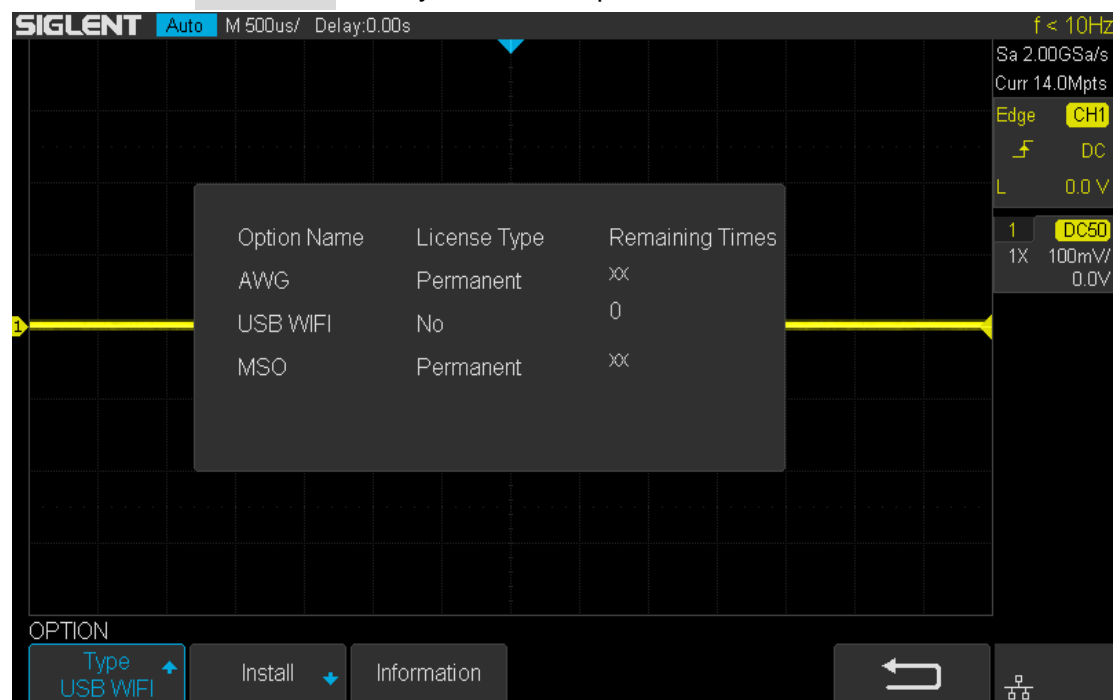 SIGLENT Auto M 500us/ Delay:0.00s f < 10Hz
Sa 2.00GSa/s
Curr 14.0Mpts
Edge CH1
DC
L 0.0 V
1 DC50
1X 100mV/
0.0V
Option Name License Type Remaining Times
AWG Permanent xx
USB WIFI No 0
MSO Permanent xx
1
OPTION
Type
USB WIFI
Install
Information